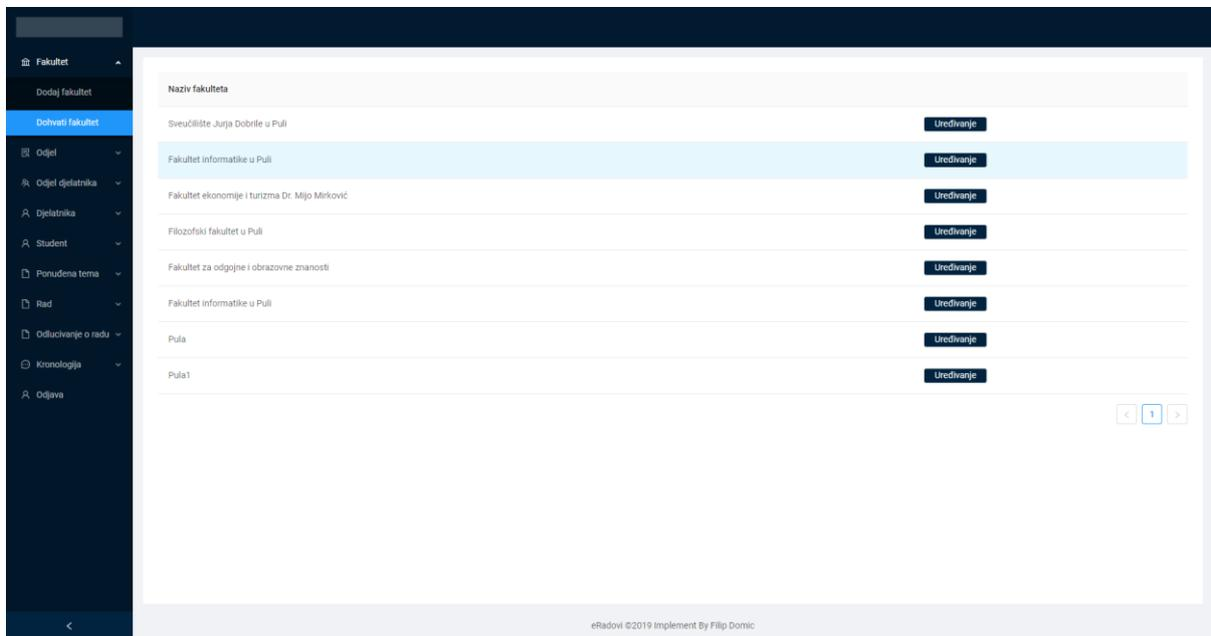 Fakultet
Dodaj fakultet
Dohvati fakultet
Odjel
Odjel djelatnika
Djelatnika
Student
Ponuđena tema
Rad
Odlucivanje o radu
Kronologija
Odjava
Naziv fakulteta
Sveučilište Jurja Dobrile u Puli Uređivanje
Fakultet informatike u Puli Uređivanje
Fakultet ekonomije i turizma Dr. Mijo Mirković Uređivanje
Filozofski fakultet u Puli Uređivanje
Fakultet za odgojne i obrazovne znanosti Uređivanje
Fakultet informatike u Puli Uređivanje
Pula Uređivanje
Pula1 Uređivanje
< 1 >
eRadovi ©2019 Implement By Filip Domic